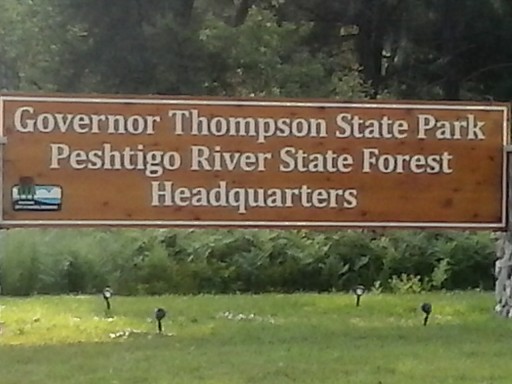 Governor Thompson State Park
Peshtigo River State Forest
Headquarters